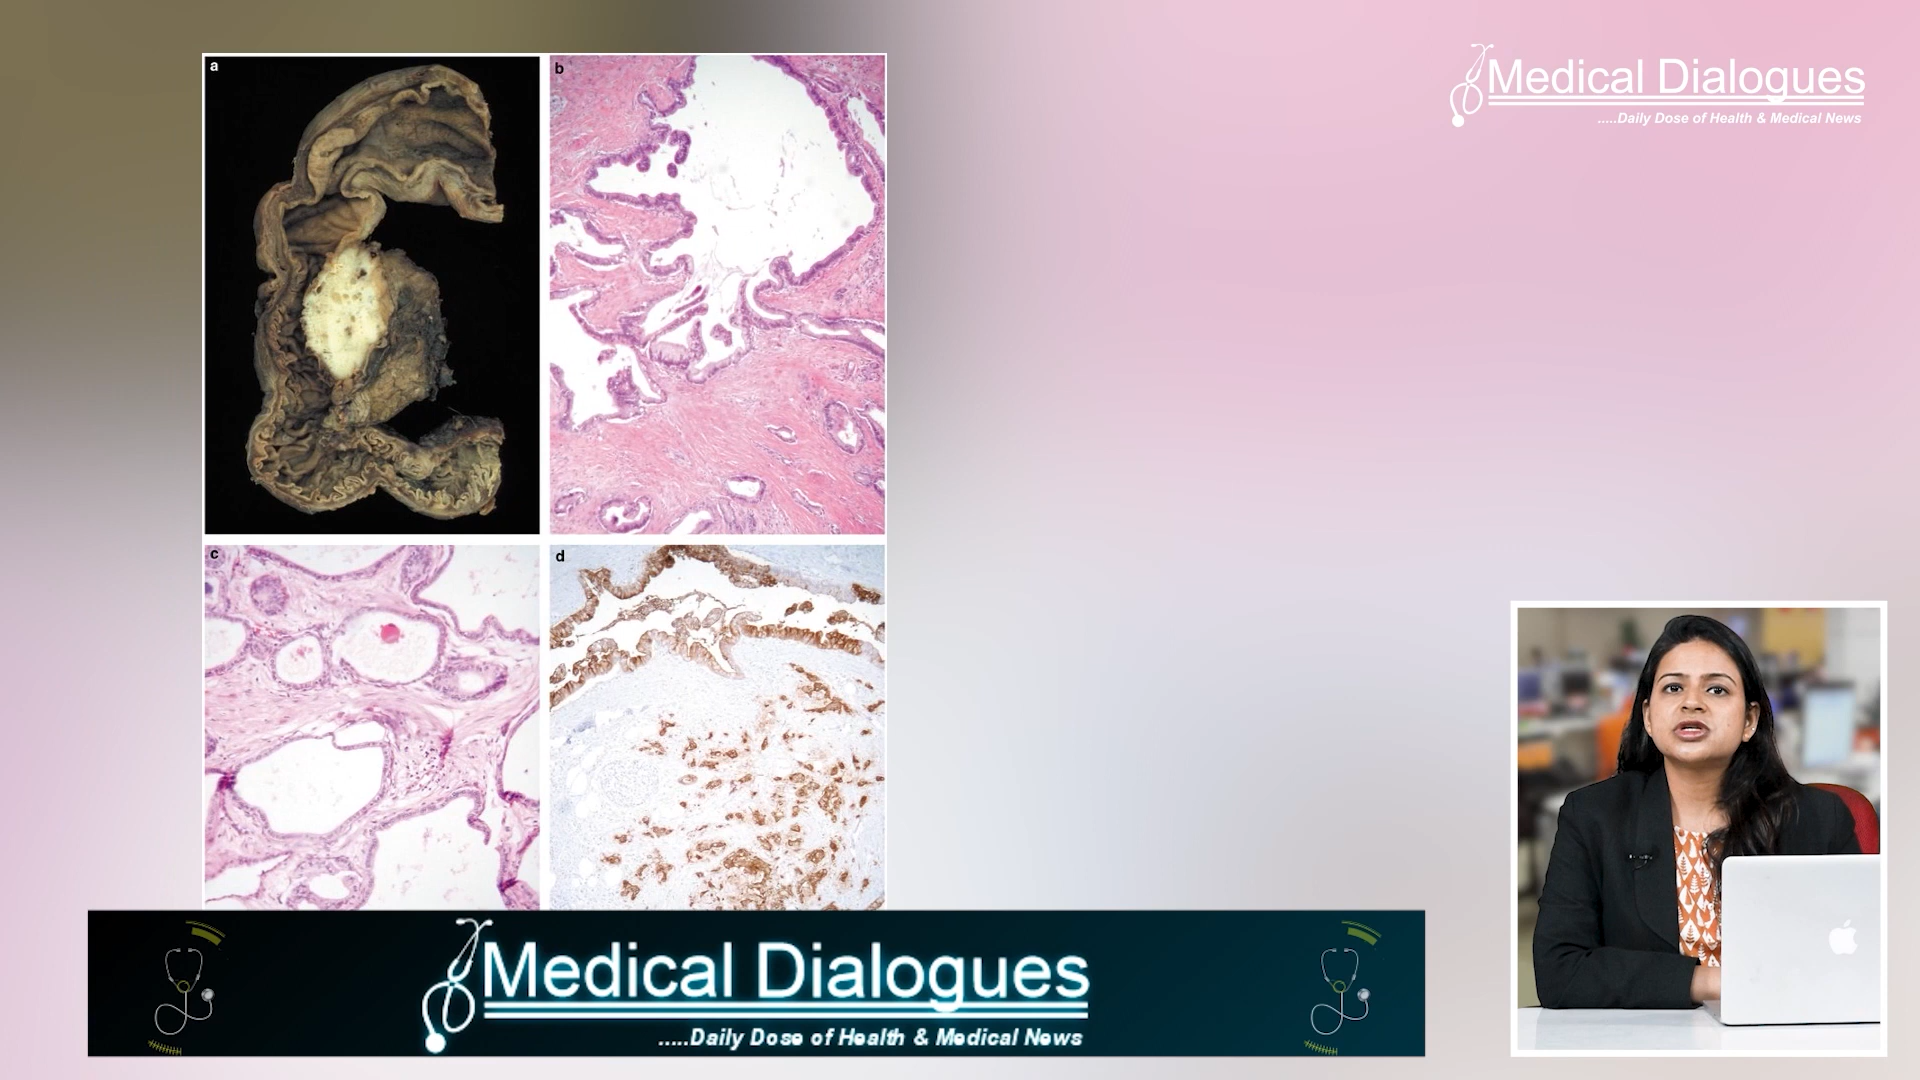 a
b
Medical Dialogues
.....Daily Dose of Health & Medical News
c
d
Medical Dialogues
.....Daily Dose of Health & Medical News